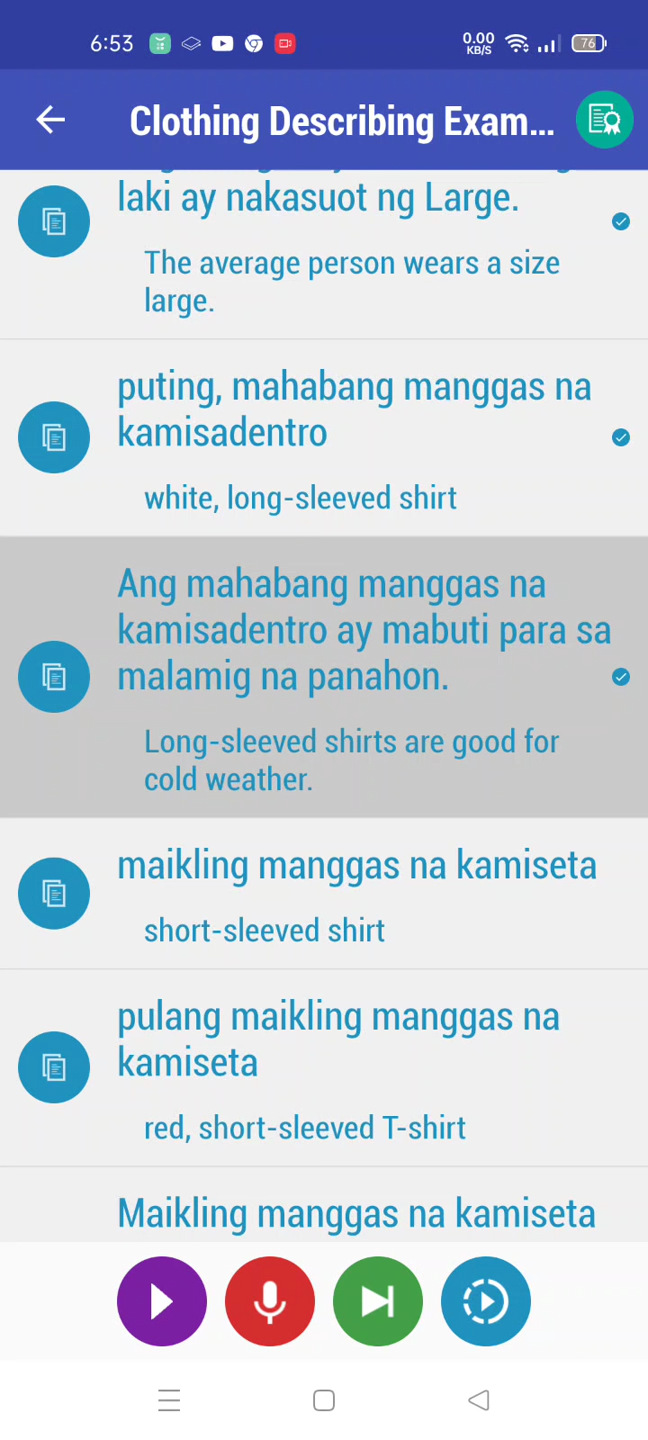 6:53
0.00
KB/S
76
Clothing Describing Exam...
laki ay nakasuot ng Large.
The average person wears a size
large.
puting, mahabang manggas na
kamisadentro
white, long-sleeved shirt
Ang mahabang manggas na
kamisadentro ay mabuti para sa
malamig na panahon.
Long-sleeved shirts are good for
cold weather.
maikling manggas na kamiseta
short-sleeved shirt
pulang maikling manggas na
kamiseta
red, short-sleeved T-shirt
Maikling manggas na kamiseta